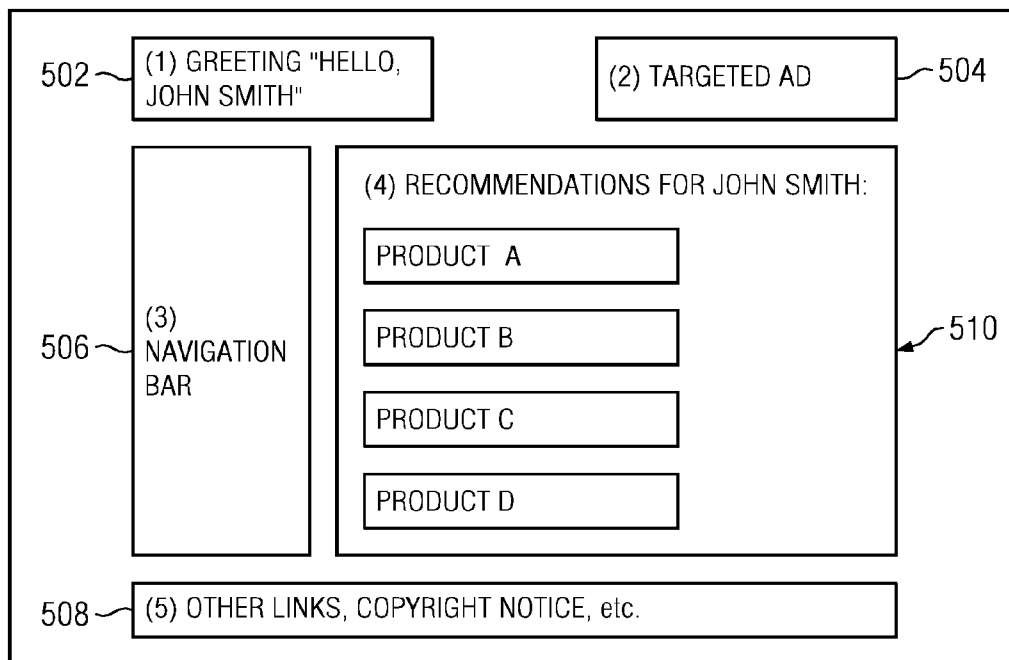 502
(1) GREETING "HELLO,
JOHN SMITH"
(2) TARGETED AD
504
506
(3)
NAVIGATION
BAR
(4) RECOMMENDATIONS FOR JOHN SMITH:
PRODUCT A
PRODUCT B
PRODUCT C
PRODUCT D
510
508
(5) OTHER LINKS, COPYRIGHT NOTICE, etc.